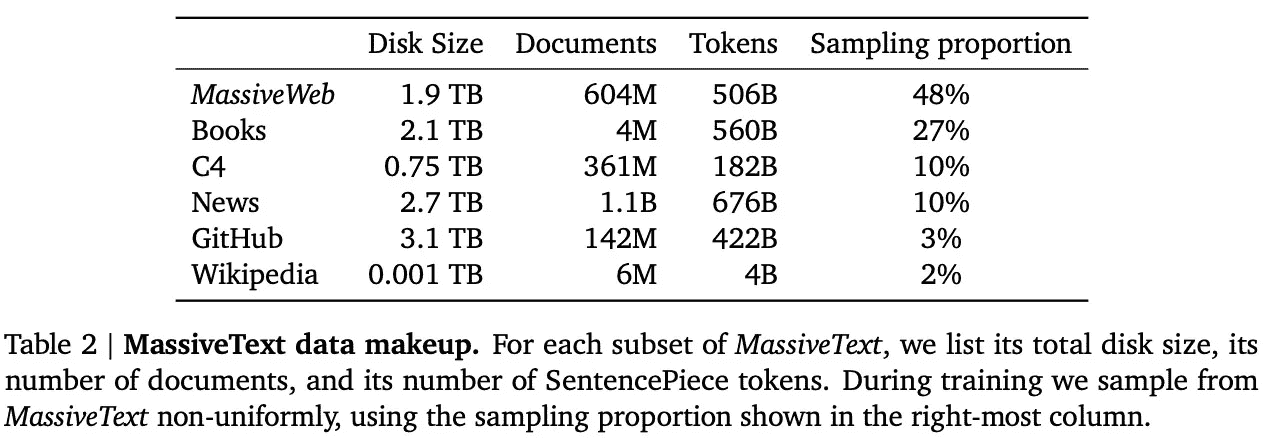 Disk Size Documents Tokens Sampling proportion
MassiveWeb 1.9 TB 604M 506B 48%
Books 2.1 TB 4M 560B 27%
C4 0.75 TB 361M 182B 10%
News 2.7 TB 1.1B 676B 10%
GitHub 3.1 TB 142M 422B 3%
Wikipedia 0.001 TB 6M 4B 2%
Table 2 | MassiveText data makeup. For each subset of MassiveText, we list its total disk size, its
number of documents, and its number of SentencePiece tokens. During training we sample from
MassiveText non-uniformly, using the sampling proportion shown in the right-most column.